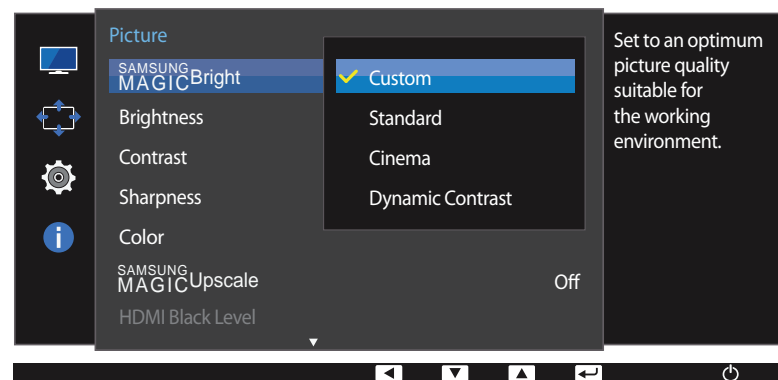 Picture
SAMSUNG
MAGIC Bright
Custom
Brightness
Standard
Contrast
Cinema
Sharpness
Dynamic Contrast
Color
SAMSUNG
MAGIC Upscale
Off
HDMI Black Level
Set to an optimum
picture quality
suitable for
the working
environment.